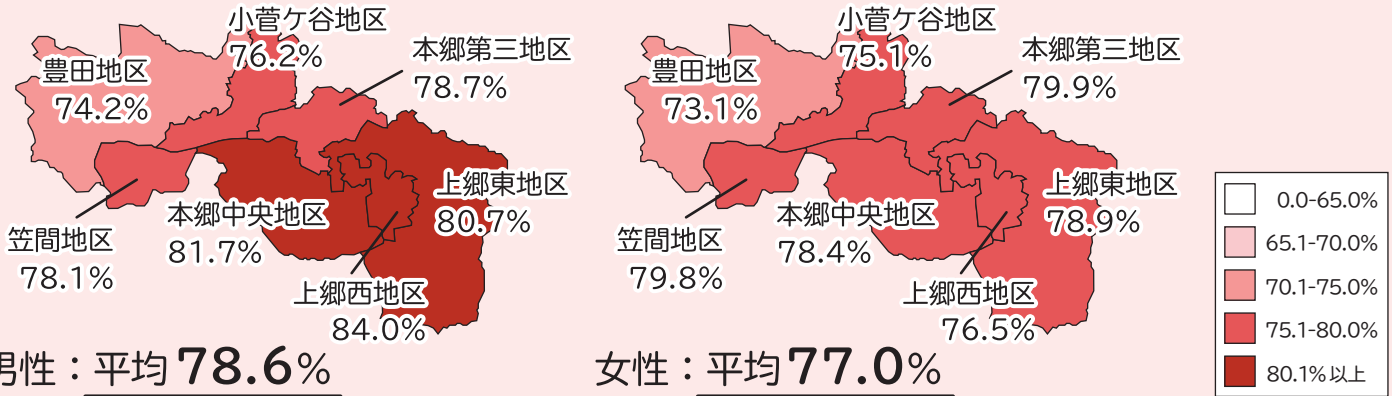 小菅ケ谷地区
76.2%
本郷第三地区
78.7%
豊田地区
74.2%
上郷東地区
80.7%
本郷中央地区
81.7%
笠間地区
78.1%
上郷西地区
84.0%
男性：平均78.6%
小菅ケ谷地区
75.1%
本郷第三地区
79.9%
豊田地区
73.1%
上郷東地区
78.9%
本郷中央地区
78.4%
笠間地区
79.8%
上郷西地区
76.5%
女性：平均77.0%
0.0-65.0%
65.1-70.0%
70.1-75.0%
75.1-80.0%
80.1%以上